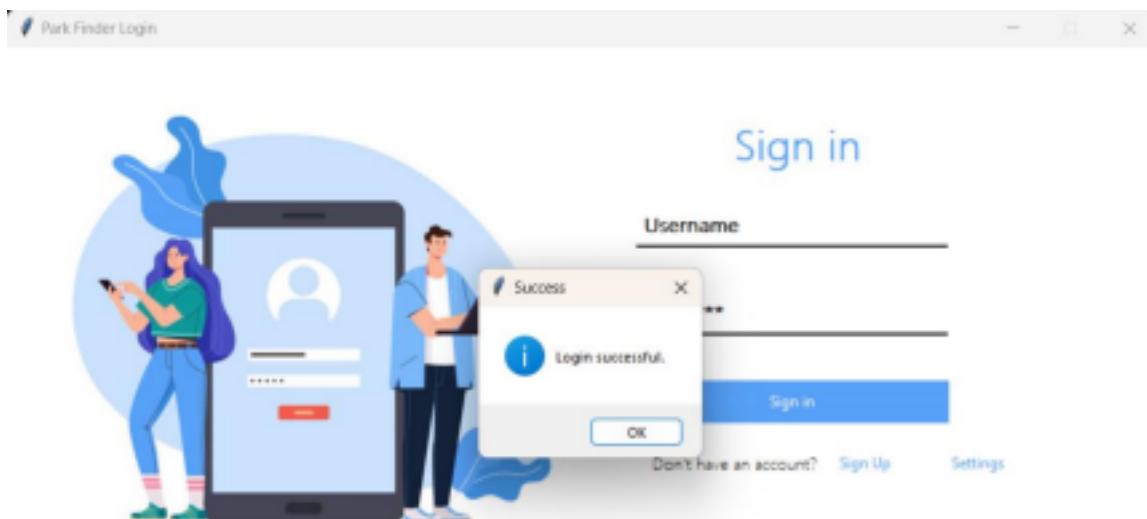 Park Finder Login
Sign in
Username
Success
**
Login successful.
Sign in
OK
Don't have an account? Sign Up Settings